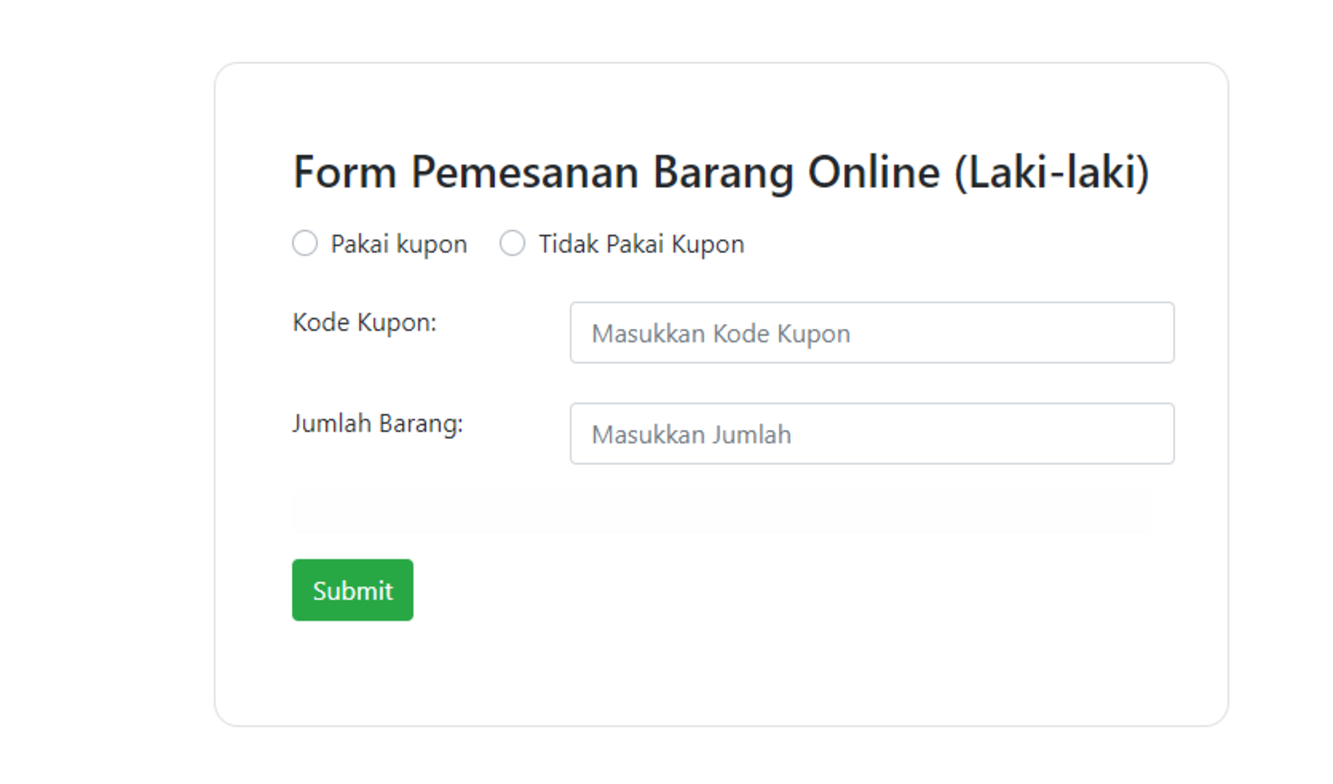 Form Pemesanan Barang Online (Laki-laki)
Pakai kupon Tidak Pakai Kupon
Kode Kupon: Masukkan Kode Kupon
Jumlah Barang: Masukkan Jumlah
Submit